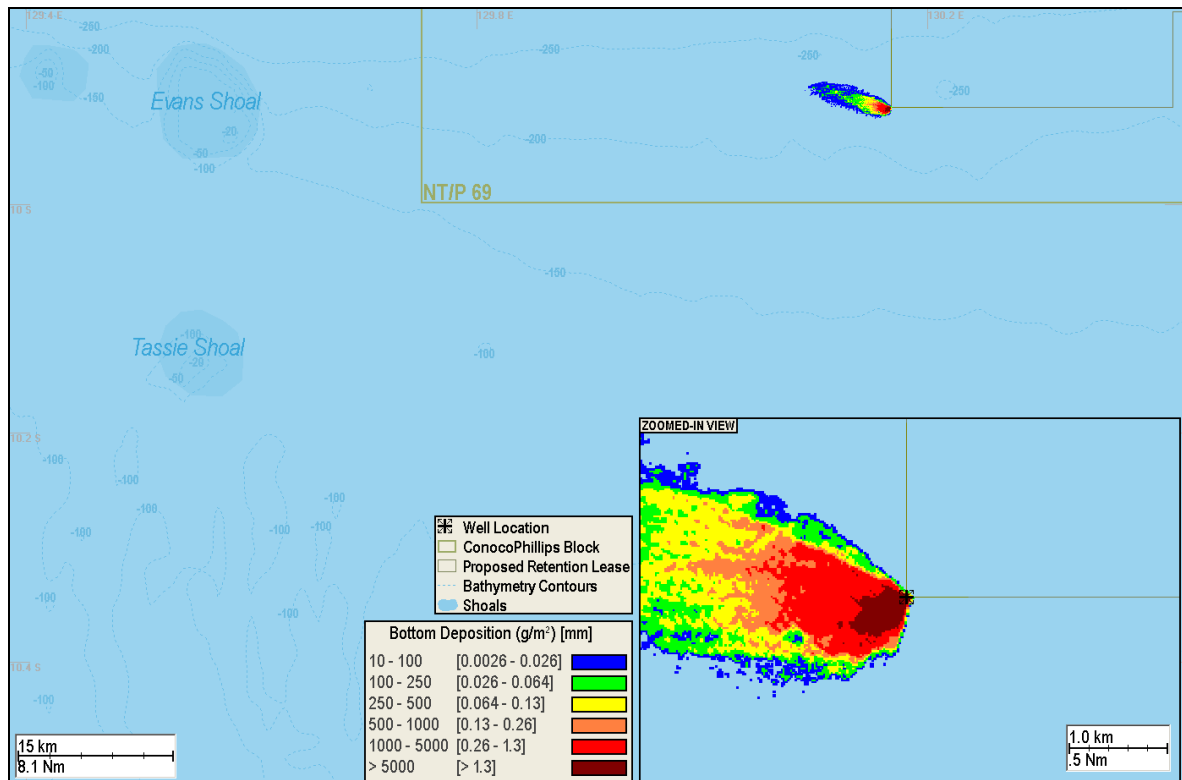 129.4 E
129.8 E
130.2 E
-250
-200
-50
-100
-150
Evans Shoal
-20
-50
-100
-250
-250
-250
-200
NT/P 69
10 S
-150
Tassie Shoal
-100
-20
-50
-100
10.2 S
-100
-100
-100
-100
-100
-100
-100
-100
-100
10.4 S
-100
ZOOMED-IN VIEW
Well Location
ConocoPhillips Block
Proposed Retention Lease
Bathymetry Contours
Shoals
Bottom Deposition (g/m²) [mm]
10 - 100 [0.0026 - 0.026]
100 - 250 [0.026 - 0.064]
250 - 500 [0.064 - 0.13]
500 - 1000 [0.13 - 0.26]
1000 - 5000 [0.26 - 1.3]
> 5000 [> 1.3]
15 km
8.1 Nm
1.0 km
.5 Nm